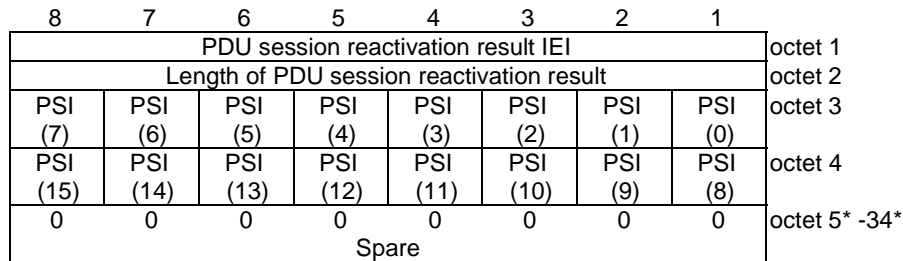 8 7 6 5 4 3 2 1
PDU session reactivation result IEI octet 1
Length of PDU session reactivation result octet 2
PSI PSI PSI PSI PSI PSI PSI PSI octet 3
(7) (6) (5) (4) (3) (2) (1) (0)
PSI PSI PSI PSI PSI PSI PSI PSI octet 4
(15) (14) (13) (12) (11) (10) (9) (8)
0 0 0 0 0 0 0 0 octet 5* -34*
Spare